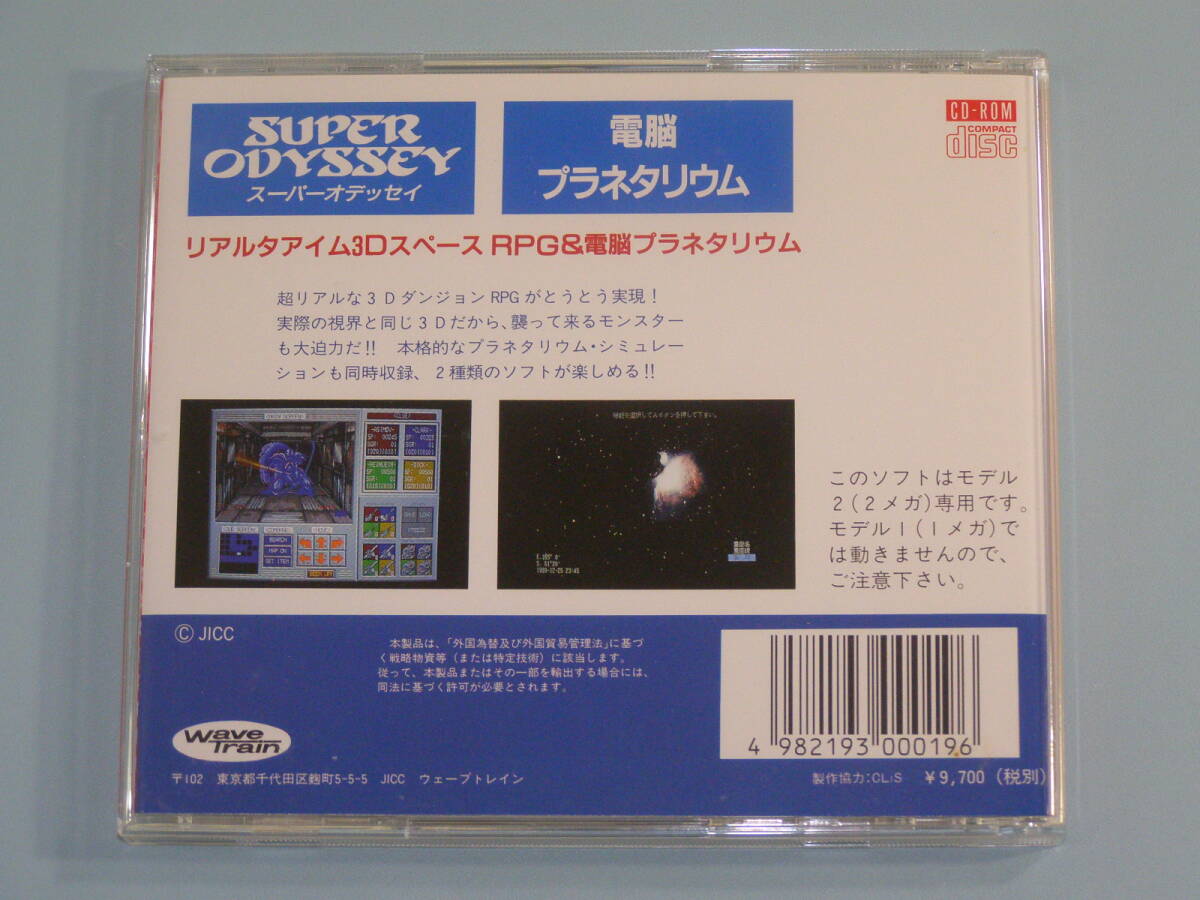 SUPER
ODYSSEY
スーパーオデッセイ
電脳
プラネタリウム
CD-ROM
COMPACT
disc
リアルタアイム3DスペースRPG&電脳プラネタリウム
超リアルな3DダンジョンRPGがとうとう実現!
実際の視界と同じ3Dだから、襲って来るモンスター
も大迫力だ!! 本格的なプラネタリウム・シミュレー
ションも同時収録、2種類のソフトが楽しめる!!
-ASIMOV-
-CLARK-
SEARCH
MAP ON
GET ITEM
このソフトはモデル
2(2メガ)専用です。
モデル1(1メガ)で
は動きませんので、
ご注意下さい。
© JICC
本製品は、「外国為替及び外国貿易管理法」に基づ
く戦略物資等(または特定技術)に該当します。
従って、本製品またはその一部を輸出する場合には、
同法に基づく許可が必要とされます。
Wave
Train
4 982193 000196
〒102 東京都千代田区麹町5-5-5 JICC ウェーブトレイン
製作協力:CLiS ¥9,700(税別)